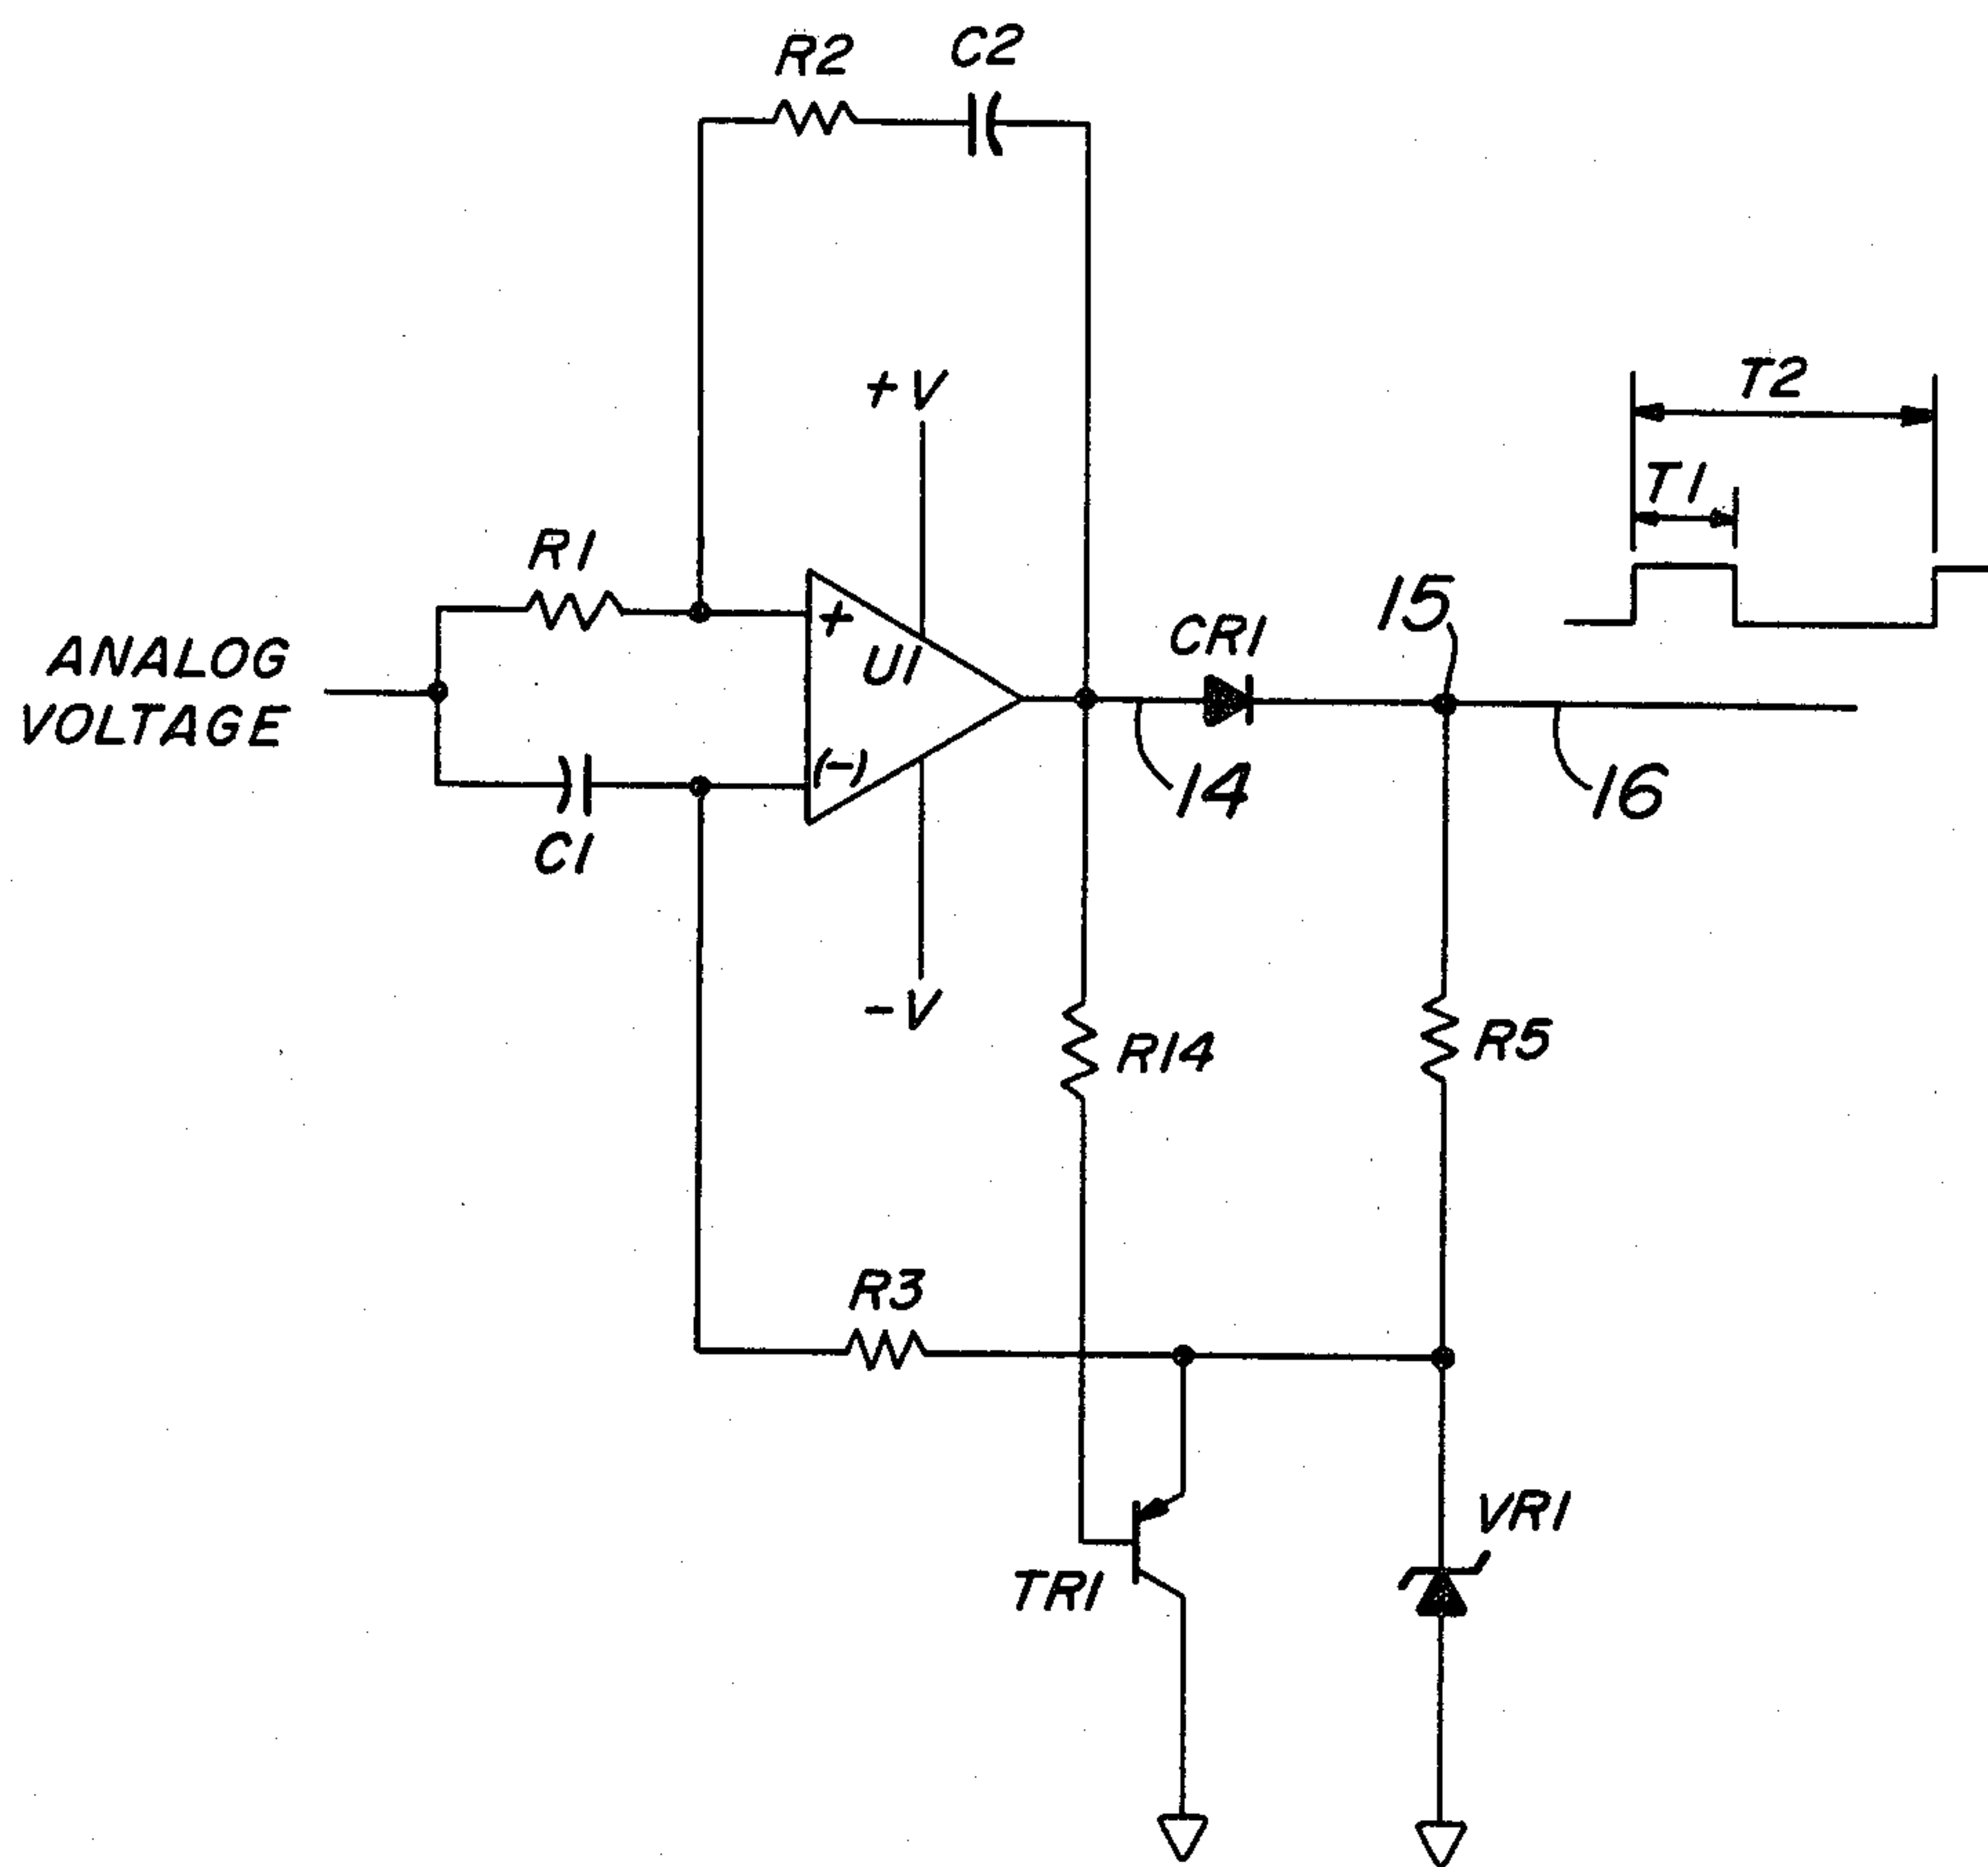 R2
C2
+V
T2
T1
R1
15
+
U1
CR1
ANALOG
VOLTAGE
(-)
14
16
C1
-V
R14
R5
R3
VR1
TR1